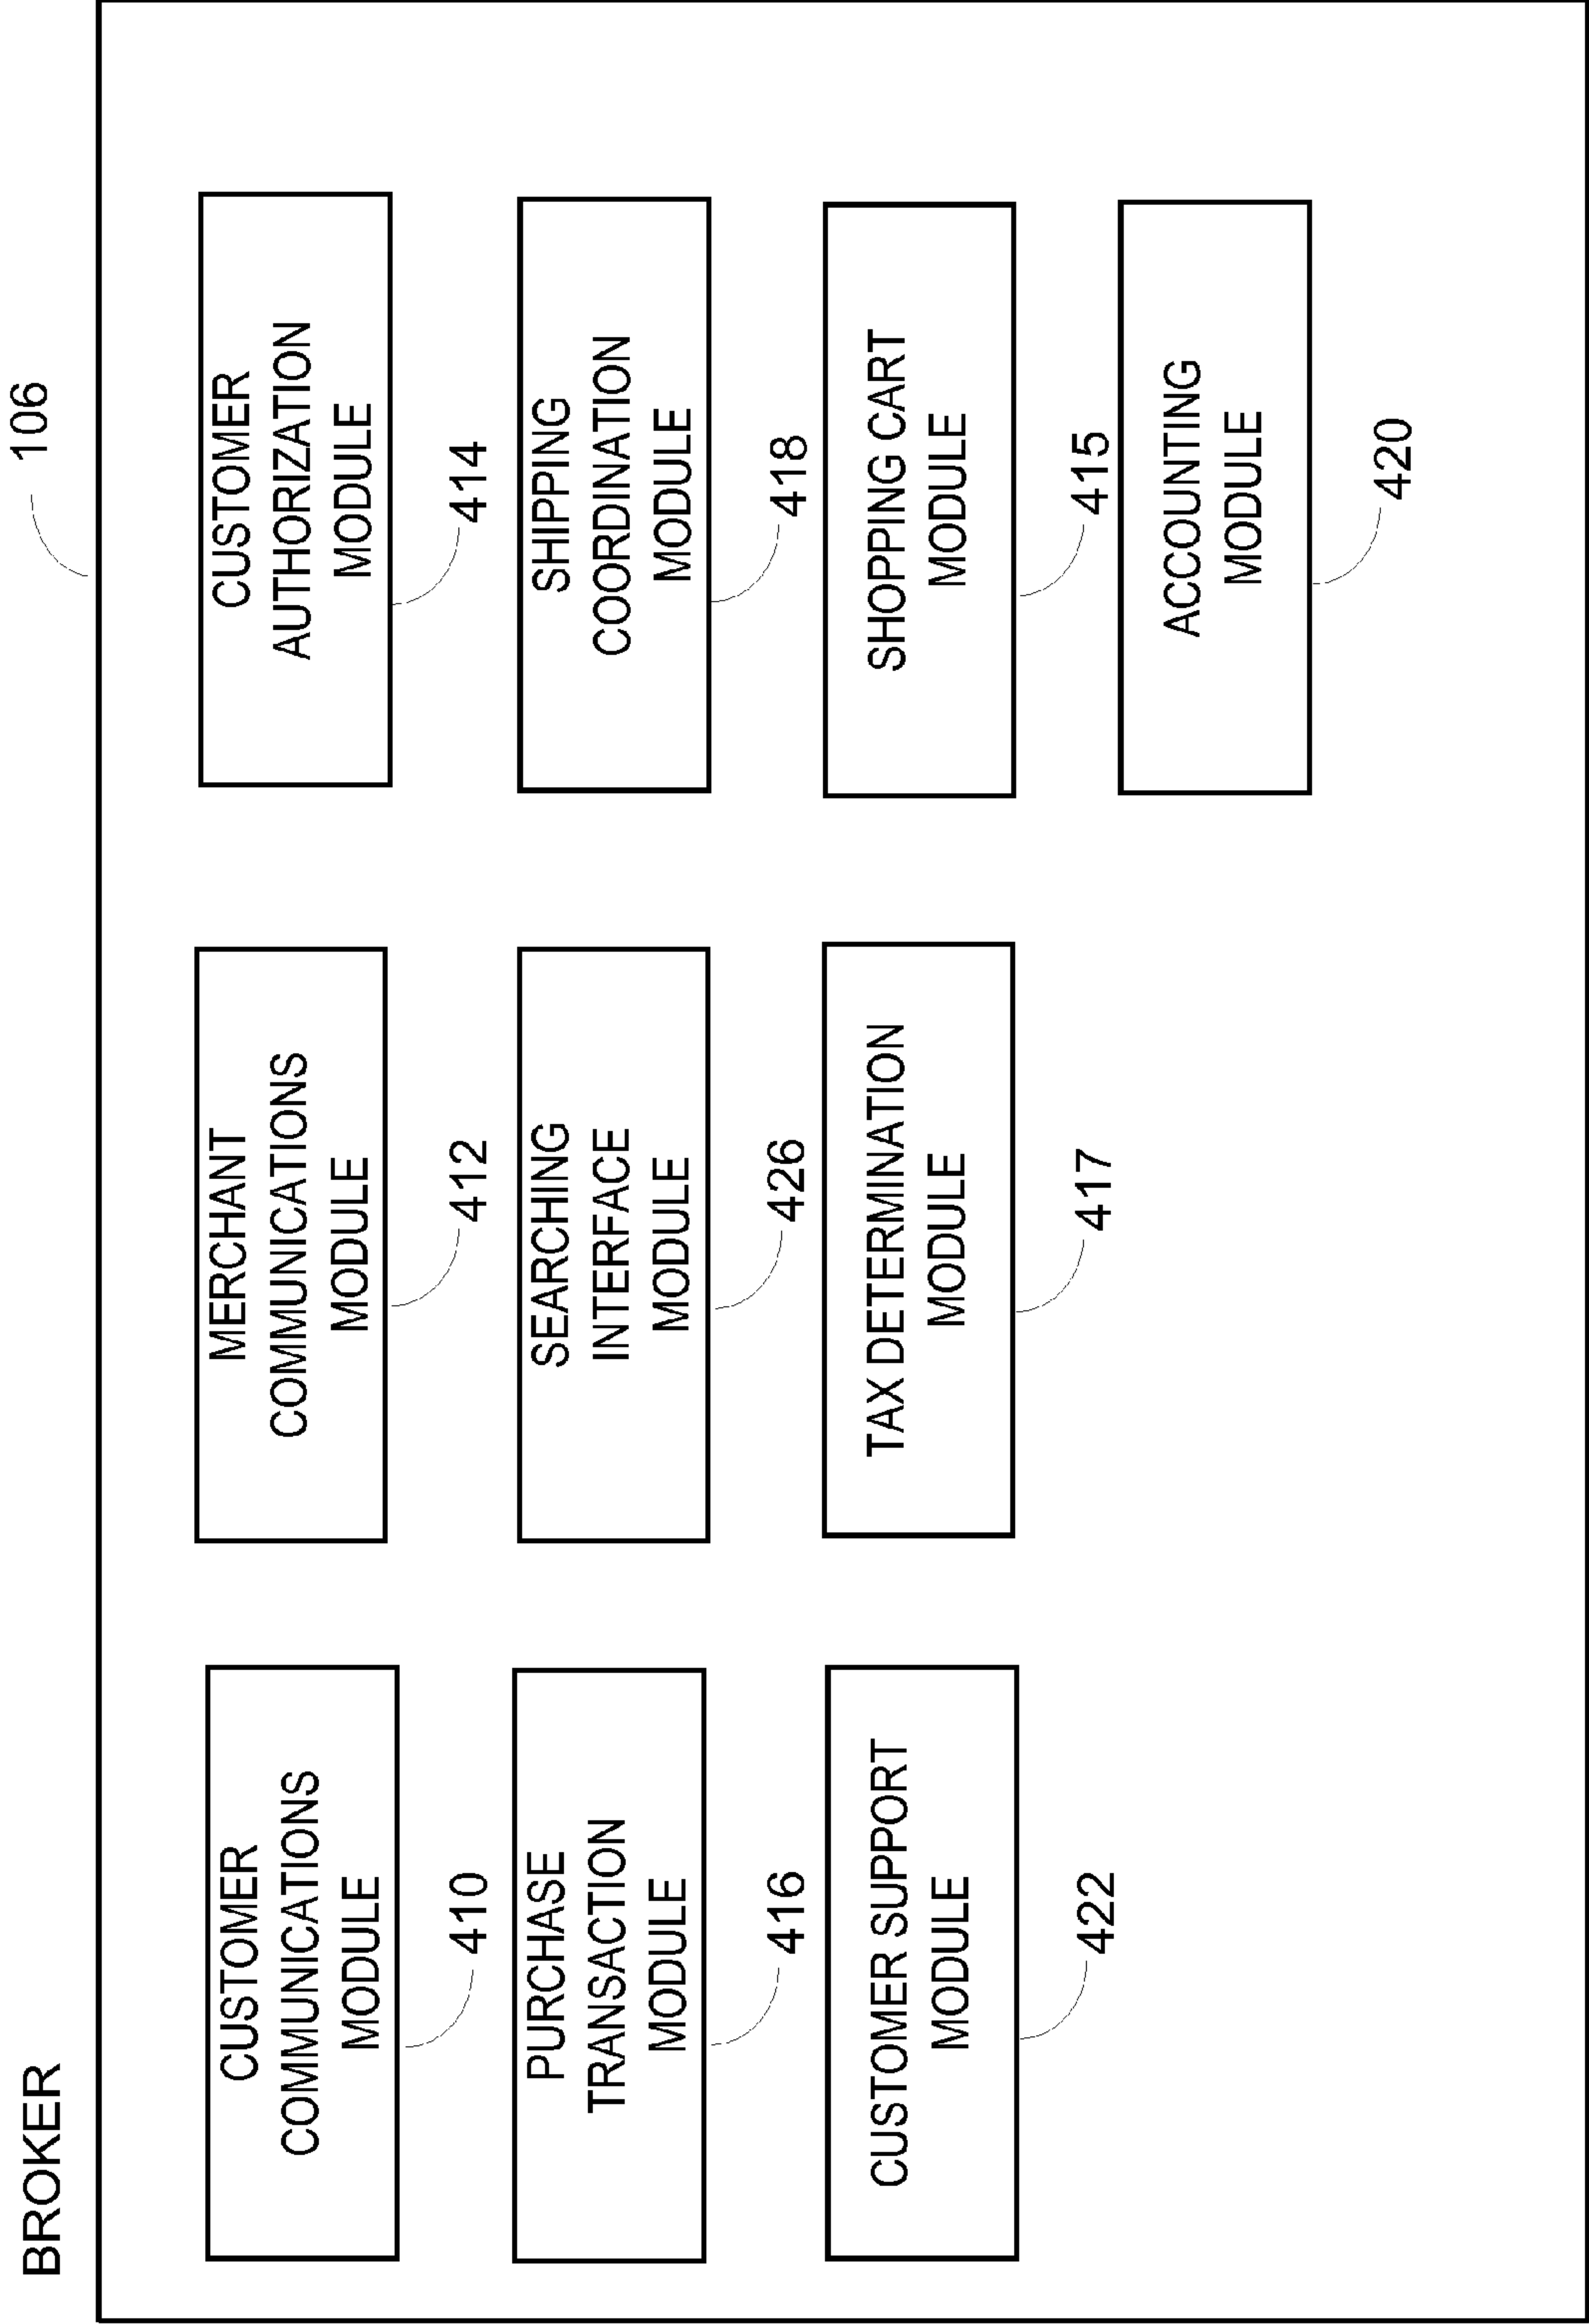 BROKER
106
CUSTOMER
COMMUNICATIONS
MODULE
410
MERCHANT
COMMUNICATIONS
MODULE
412
CUSTOMER
AUTHORIZATION
MODULE
414
PURCHASE
TRANSACTION
MODULE
416
SEARCHING
INTERFACE
MODULE
426
SHIPPING
COORDINATION
MODULE
418
CUSTOMER SUPPORT
MODULE
422
TAX DETERMINATION
MODULE
417
SHOPPING CART
MODULE
415
ACCOUNTING
MODULE
420